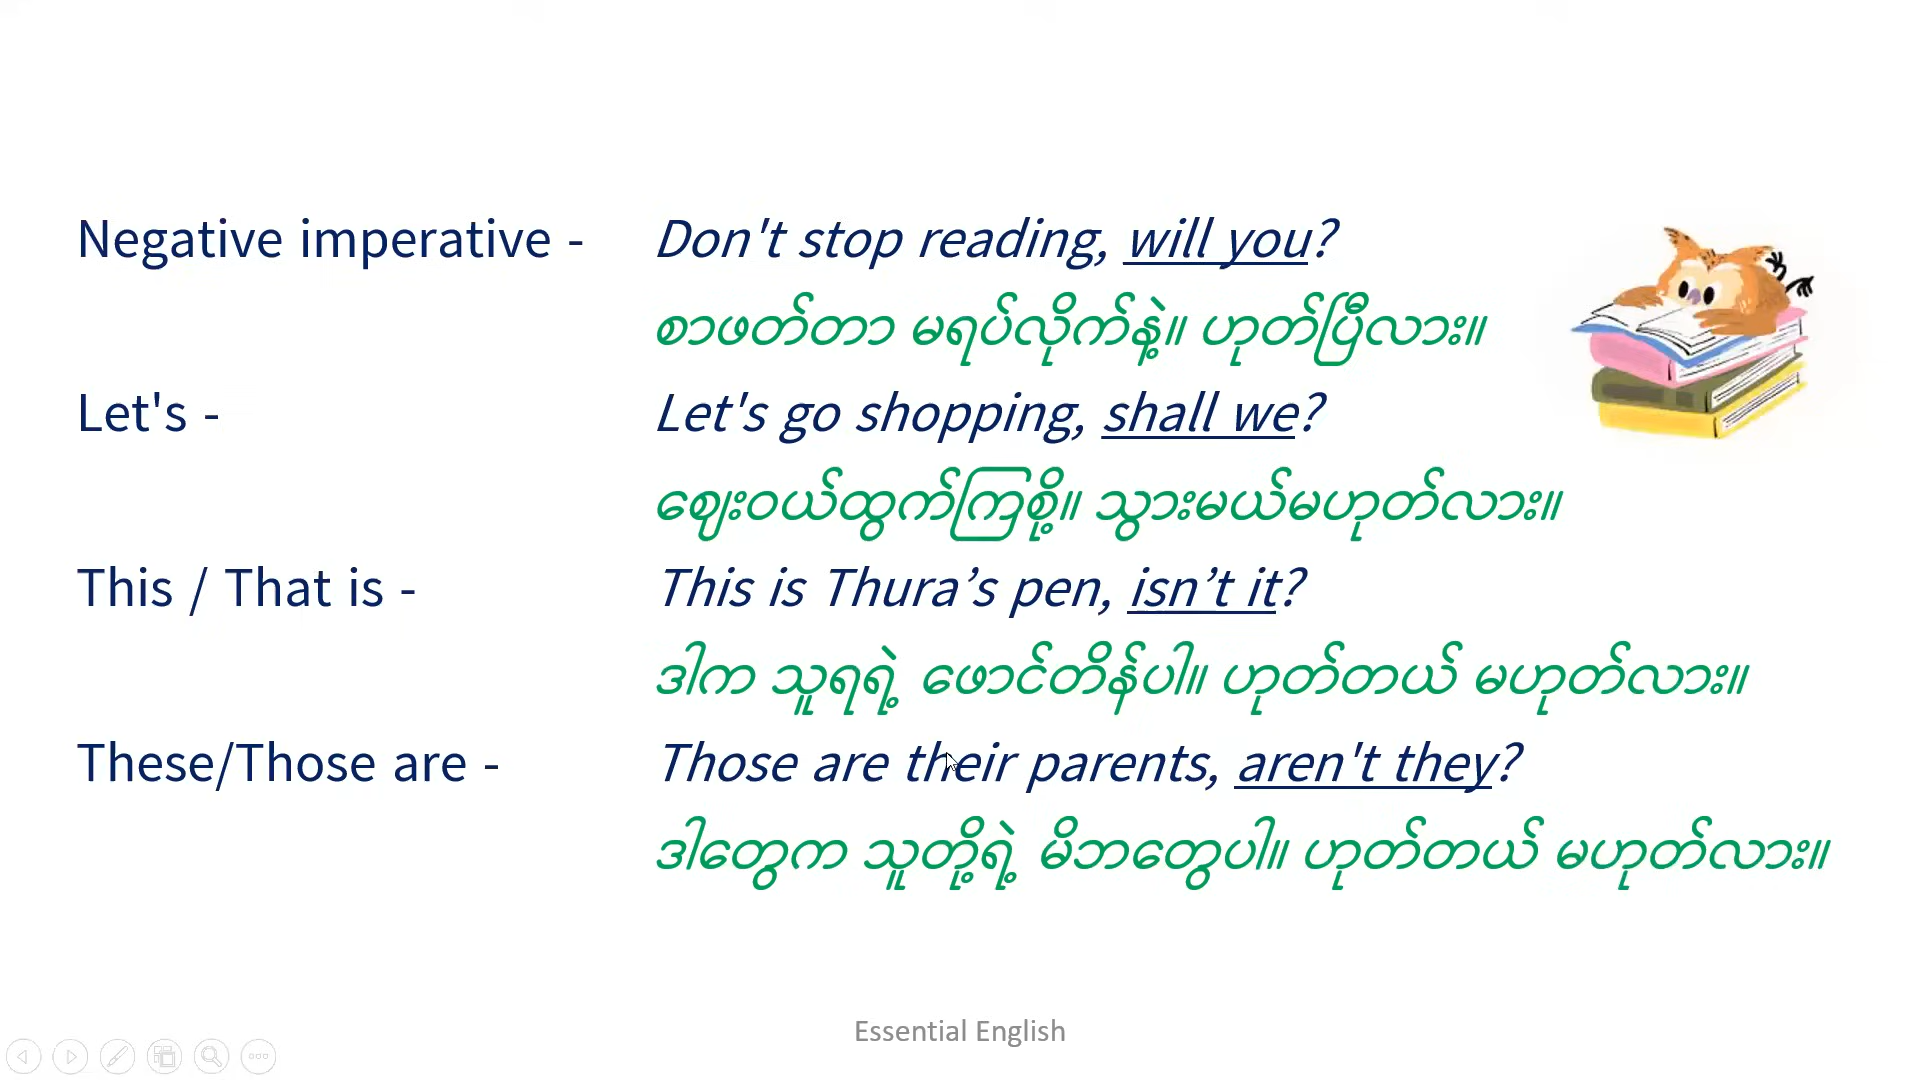 Negative imperative - Don't stop reading, will you?
စာဖတ်တာ မရပ်လိုက်နဲ့။ ဟုတ်ပြီလား။
Let's - Let's go shopping, shall we?
ဈေးဝယ်ထွက်ကြစို့။ သွားမယ်မဟုတ်လား။
This / That is - This is Thura’s pen, isn’t it?
ဒါက သူရရဲ့ ဖောင်တိန်ပါ။ ဟုတ်တယ် မဟုတ်လား။
These/Those are - Those are their parents, aren't they?
ဒါတွေက သူတို့ရဲ့ မိဘတွေပါ။ ဟုတ်တယ် မဟုတ်လား။
Essential English